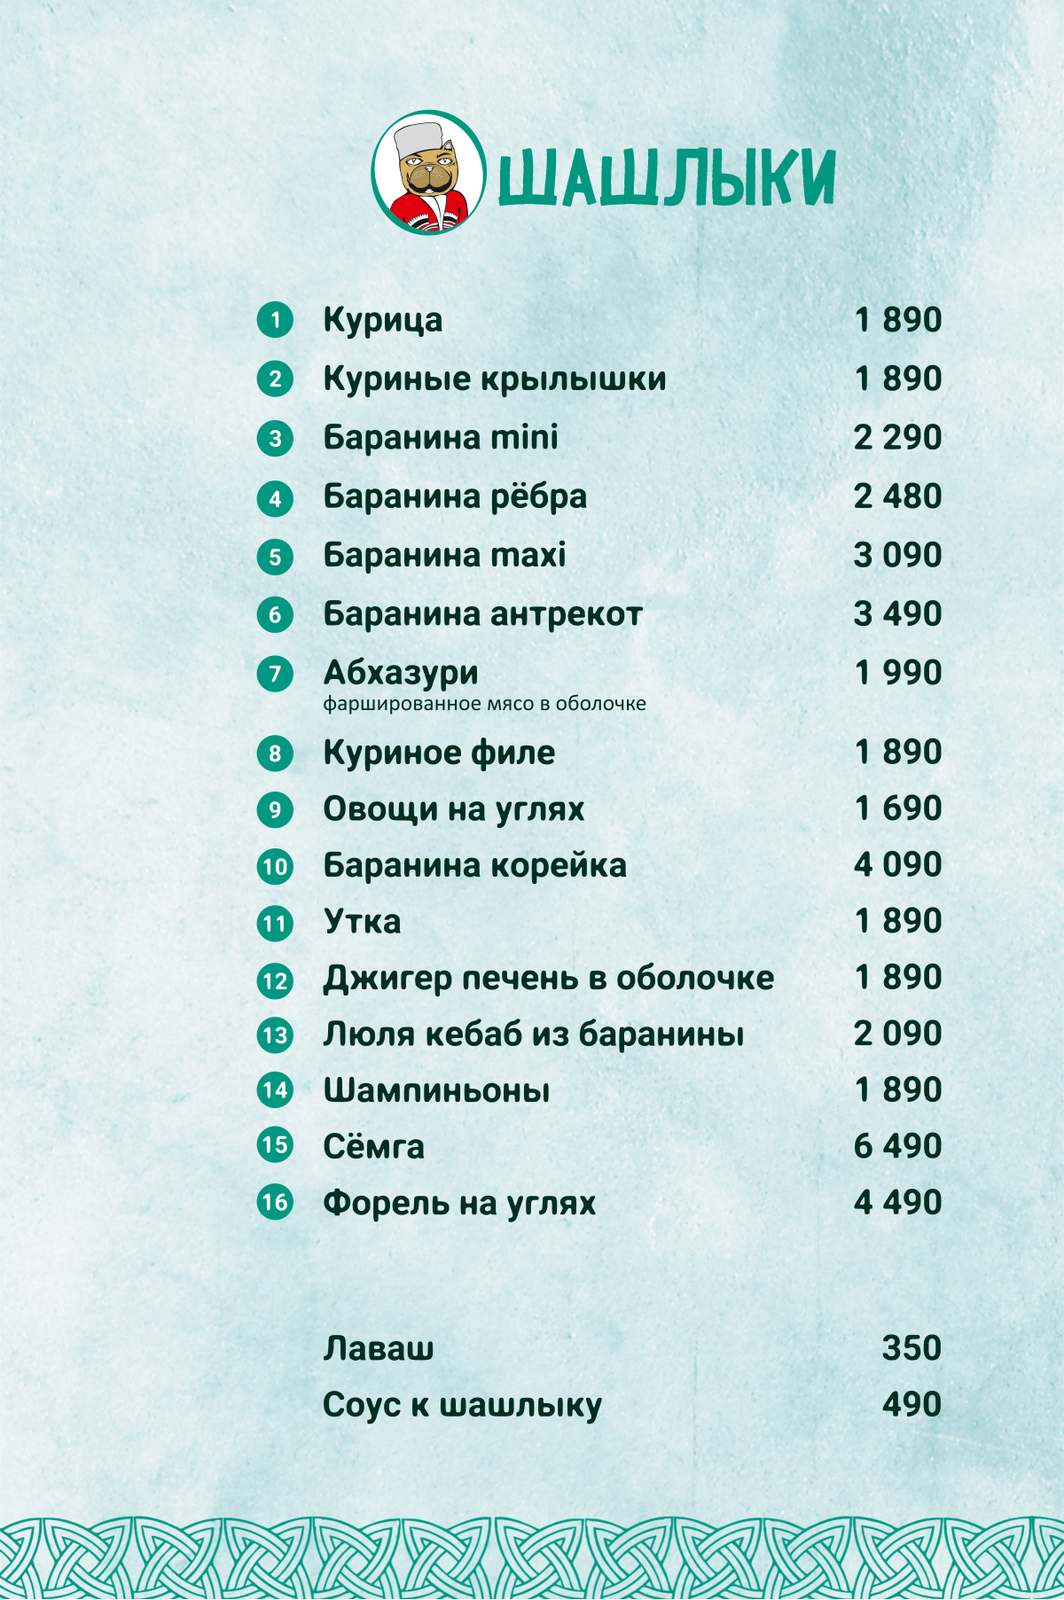 ШАШЛЫКИ
1 Курица 1 890
2 Куриные крылышки 1 890
3 Баранина mini 2 290
4 Баранина рёбра 2 480
5 Баранина maxi 3 090
6 Баранина антрекот 3 490
7 Абхазури 1 990
фаршированное мясо в оболочке
8 Куриное филе 1 890
9 Овощи на углях 1 690
10 Баранина корейка 4 090
11 Утка 1 890
12 Джигер печень в оболочке 1 890
13 Люля кебаб из баранины 2 090
14 Шампиньоны 1 890
15 Сёмга 6 490
16 Форель на углях 4 490
Лаваш 350
Соус к шашлыку 490